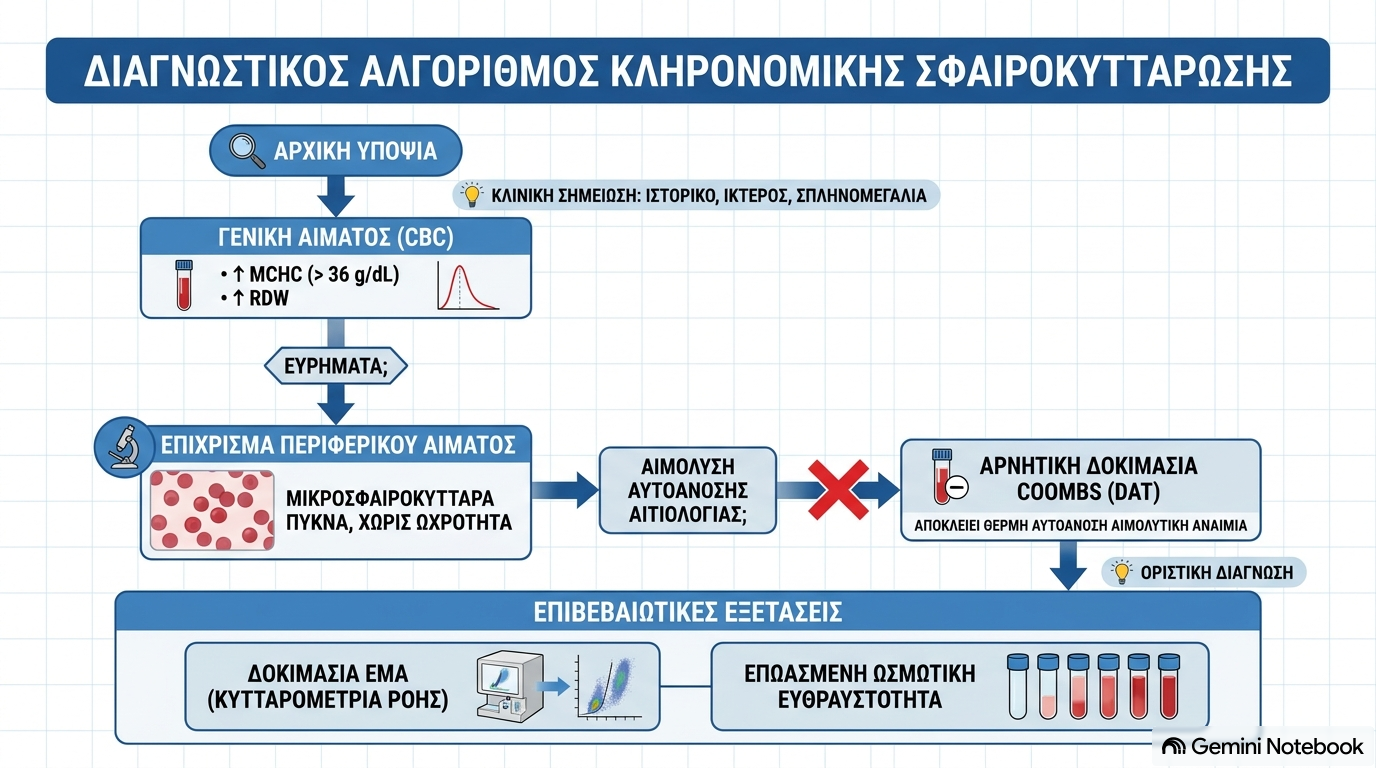 ΔΙΑΓΝΩΣΤΙΚΟΣ ΑΛΓΟΡΙΘΜΟΣ ΚΛΗΡΟΝΟΜΙΚΗΣ ΣΦΑΙΡΟΚΥΤΤΑΡΩΣΗΣ
ΑΡΧΙΚΗ ΥΠΟΨΙΑ
ΚΛΙΝΙΚΗ ΣΗΜΕΙΩΣΗ: ΙΣΤΟΡΙΚΟ, ΙΚΤΕΡΟΣ, ΣΠΛΗΝΟΜΕΓΑΛΙΑ
ΓΕΝΙΚΗ ΑΙΜΑΤΟΣ (CBC)
• ↑ MCHC (> 36 g/dL)
• ↑ RDW
ΕΥΡΗΜΑΤΑ;
ΕΠΙΧΡΙΣΜΑ ΠΕΡΙΦΕΡΙΚΟΥ ΑΙΜΑΤΟΣ
ΜΙΚΡΟΣΦΑΙΡΟΚΥΤΤΑΡΑ
ΠΥΚΝΑ, ΧΩΡΙΣ ΩΧΡΟΤΗΤΑ
ΑΙΜΟΛΥΣΗ
ΑΥΤΟΑΝΟΣΗΣ
ΑΙΤΙΟΛΟΓΙΑΣ;
ΑΡΝΗΤΙΚΗ ΔΟΚΙΜΑΣΙΑ
COOMBS (DAT)
ΑΠΟΚΛΕΙΕΙ ΘΕΡΜΗ ΑΥΤΟΑΝΟΣΗ ΑΙΜΟΛΥΤΙΚΗ ΑΝΑΙΜΙΑ
ΟΡΙΣΤΙΚΗ ΔΙΑΓΝΩΣΗ
ΕΠΙΒΕΒΑΙΩΤΙΚΕΣ ΕΞΕΤΑΣΕΙΣ
ΔΟΚΙΜΑΣΙΑ ΕΜΑ
(ΚΥΤΤΑΡΟΜΕΤΡΙΑ ΡΟΗΣ)
ΕΠΩΑΣΜΕΝΗ ΩΣΜΩΤΙΚΗ
ΕΥΘΡΑΥΣΤΟΤΗΤΑ
Gemini Notebook